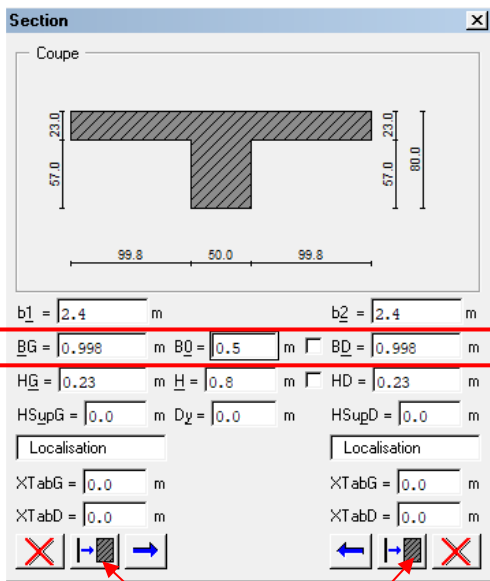 Section
Coupe
23.0 23.0
57.0 57.0 80.0
99.8 50.0 99.8
b1 = 2.4 m b2 = 2.4 m
BG = 0.998 m B0 = 0.5 m BD = 0.998 m
HG = 0.23 m H = 0.8 m HD = 0.23 m
HSupG = 0.0 m Dy = 0.0 m HSupD = 0.0 m
Localisation Localisation
XTabG = 0.0 m XTabG = 0.0 m
XTabD = 0.0 m XTabD = 0.0 m